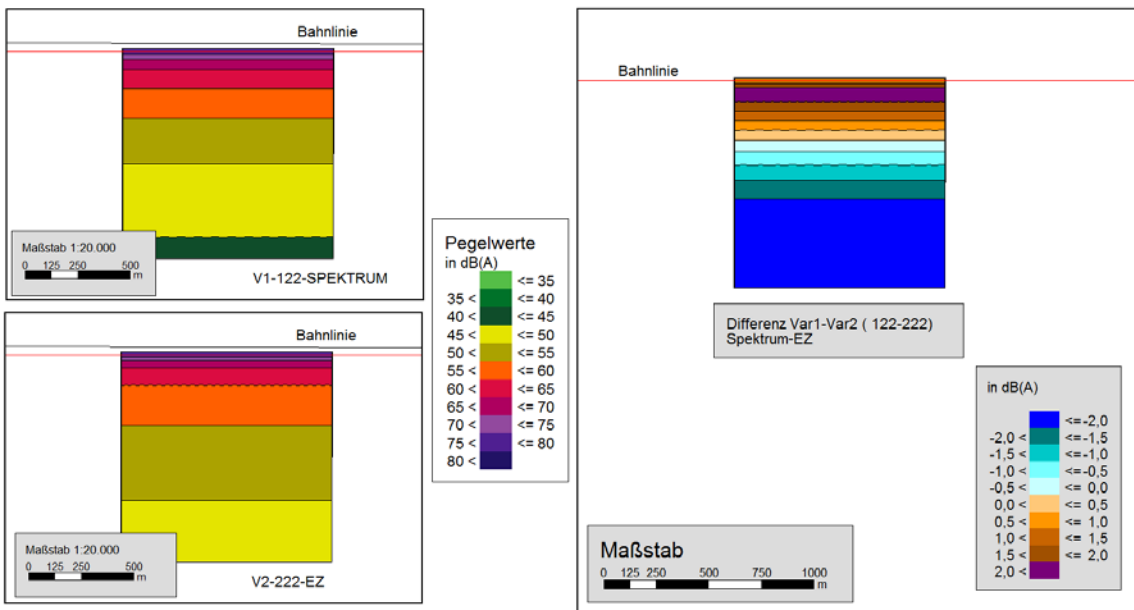 Bahnlinie
Maßstab 1:20.000
0 125 250 500
m
V1-122-SPEKTRUM
Bahnlinie
Maßstab 1:20.000
0 125 250 500
m
V2-222-EZ
Pegelwerte
in dB(A)
<= 35
35 < <= 40
40 < <= 45
45 < <= 50
50 < <= 55
55 < <= 60
60 < <= 65
65 < <= 70
70 < <= 75
75 < <= 80
80 <
Bahnlinie
Differenz Var1-Var2 ( 122-222)
Spektrum-EZ
in dB(A)
<=-2,0
-2,0 < <=-1,5
-1,5 < <=-1,0
-1,0 < <=-0,5
-0,5 < <= 0,0
0,0 < <= 0,5
0,5 < <= 1,0
1,0 < <= 1,5
1,5 < <= 2,0
2,0 <
Maßstab
0 125 250 500 750 1000
m